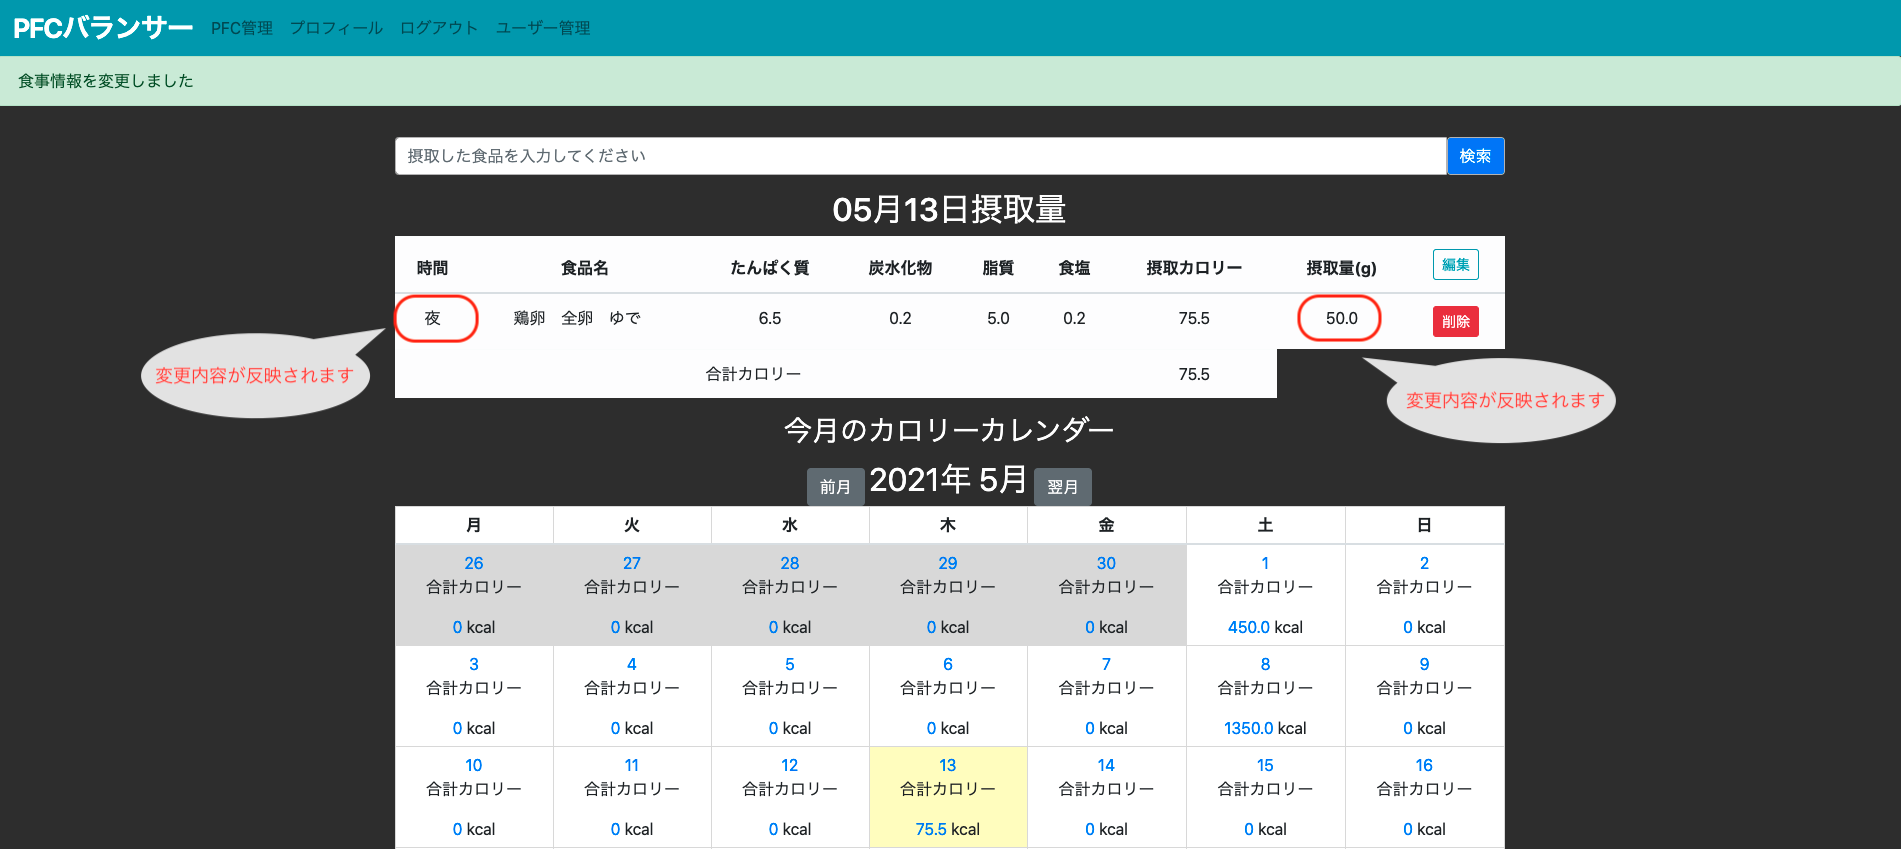 PFCバランサー PFC管理 プロフィール ログアウト ユーザー管理
食事情報を変更しました
摂取した食品を入力してください 検索
05月13日摂取量
時間 食品名 たんぱく質 炭水化物 脂質 食塩 摂取カロリー 摂取量(g) 編集
夜 鶏卵　全卵　ゆで 6.5 0.2 5.0 0.2 75.5 50.0 削除
合計カロリー 75.5
変更内容が反映されます
変更内容が反映されます
今月のカロリーカレンダー
前月 2021年 5月 翌月
月 火 水 木 金 土 日
26 27 28 29 30 1 2
合計カロリー 合計カロリー 合計カロリー 合計カロリー 合計カロリー 合計カロリー 合計カロリー
0 kcal 0 kcal 0 kcal 0 kcal 0 kcal 450.0 kcal 0 kcal
3 4 5 6 7 8 9
合計カロリー 合計カロリー 合計カロリー 合計カロリー 合計カロリー 合計カロリー 合計カロリー
0 kcal 0 kcal 0 kcal 0 kcal 0 kcal 1350.0 kcal 0 kcal
10 11 12 13 14 15 16
合計カロリー 合計カロリー 合計カロリー 合計カロリー 合計カロリー 合計カロリー 合計カロリー
0 kcal 0 kcal 0 kcal 75.5 kcal 0 kcal 0 kcal 0 kcal